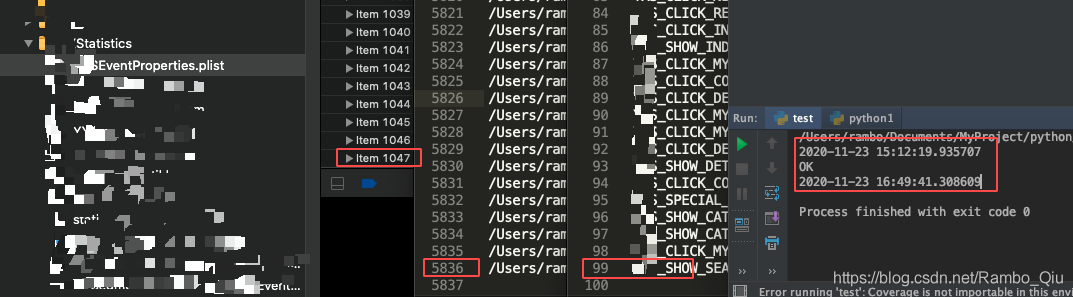 Statistics
SEventProperties.plist
stati
Event...
Item 1039
Item 1040
Item 1041
Item 1042
Item 1043
Item 1044
Item 1045
Item 1046
Item 1047
5821 /Users/ram
5822 /Users/ram
5823 /Users/ram
5824 /Users/ram
5825 /Users/ram
5826 /Users/ram
5827 /Users/ram
5828 /Users/ram
5829 /Users/ram
5830 /Users/ram
5831 /Users/ram
5832 /Users/ram
5833 /Users/ram
5834 /Users/ram
5835 /Users/ram
5836 /Users/ram
5837
84 S_CLICK_RE
85 _CLICK_IN
86 _SHOW_IND
87 _CLICK_MY
88 _CLICK_CO
89 _CLICK_DE
90 _CLICK_MY
91 _CLICK_MY
92 _CLICK_DE
93 _SHOW_DET
94 S_CLICK_CO
95 S_SPECIAL_
96 S_SHOW_CAT
97 _SHOW_CAT
98 _CLICK_MY
99 _SHOW_SEA
100
Run: test python1
/Users/rambo/Documents/MyProject/python
2020-11-23 15:12:19.935707
OK
2020-11-23 16:49:41.308609
Process finished with exit code 0
https://blog.csdn.net/Rambo_Qiu
Error running 'test': Coverage is not importable in this envi